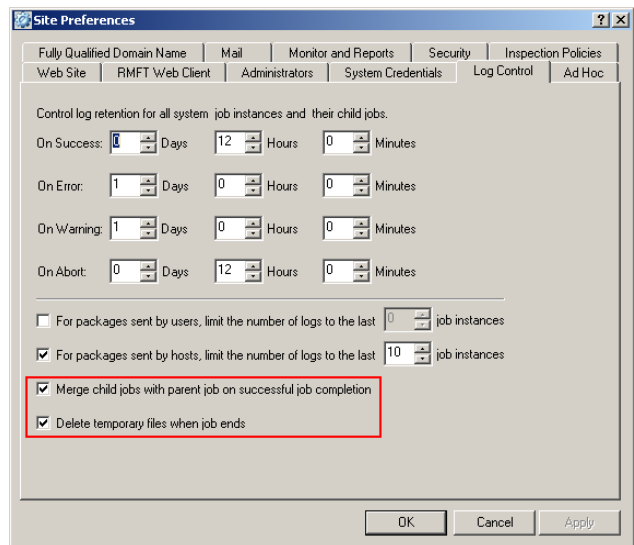 Site Preferences
Fully Qualified Domain Name Mail Monitor and Reports Security Inspection Policies
Web Site RMFT Web Client Administrators System Credentials Log Control Ad Hoc
Control log retention for all system job instances and their child jobs.
On Success: 0 Days 12 Hours 0 Minutes
On Error: 1 Days 0 Hours 0 Minutes
On Warning: 1 Days 0 Hours 0 Minutes
On Abort: 0 Days 12 Hours 0 Minutes
For packages sent by users, limit the number of logs to the last 0 job instances
For packages sent by hosts, limit the number of logs to the last 10 job instances
Merge child jobs with parent job on successful job completion
Delete temporary files when job ends
OK Cancel Apply